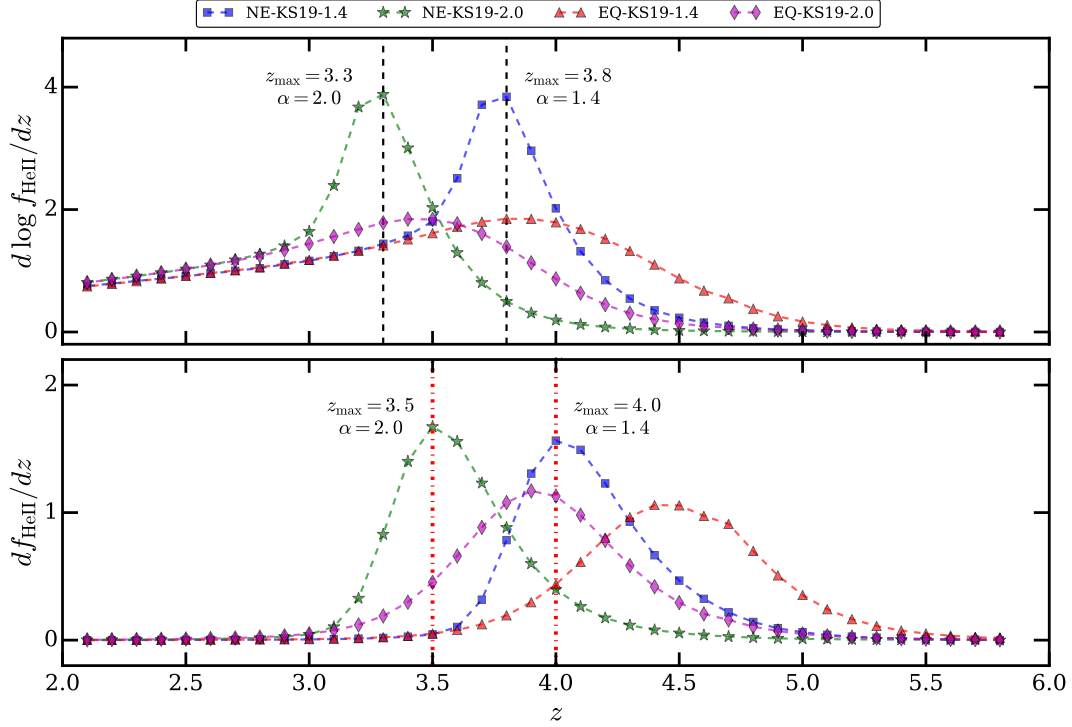 NE-KS19-1.4 NE-KS19-2.0 EQ-KS19-1.4 EQ-KS19-2.0
z_max = 3.3
α = 2.0
z_max = 3.8
α = 1.4
d log f_HeII/dz
4
2
0
z_max = 3.5
α = 2.0
z_max = 4.0
α = 1.4
d f_HeII/dz
2
1
0
2.0 2.5 3.0 3.5 4.0 4.5 5.0 5.5 6.0
z